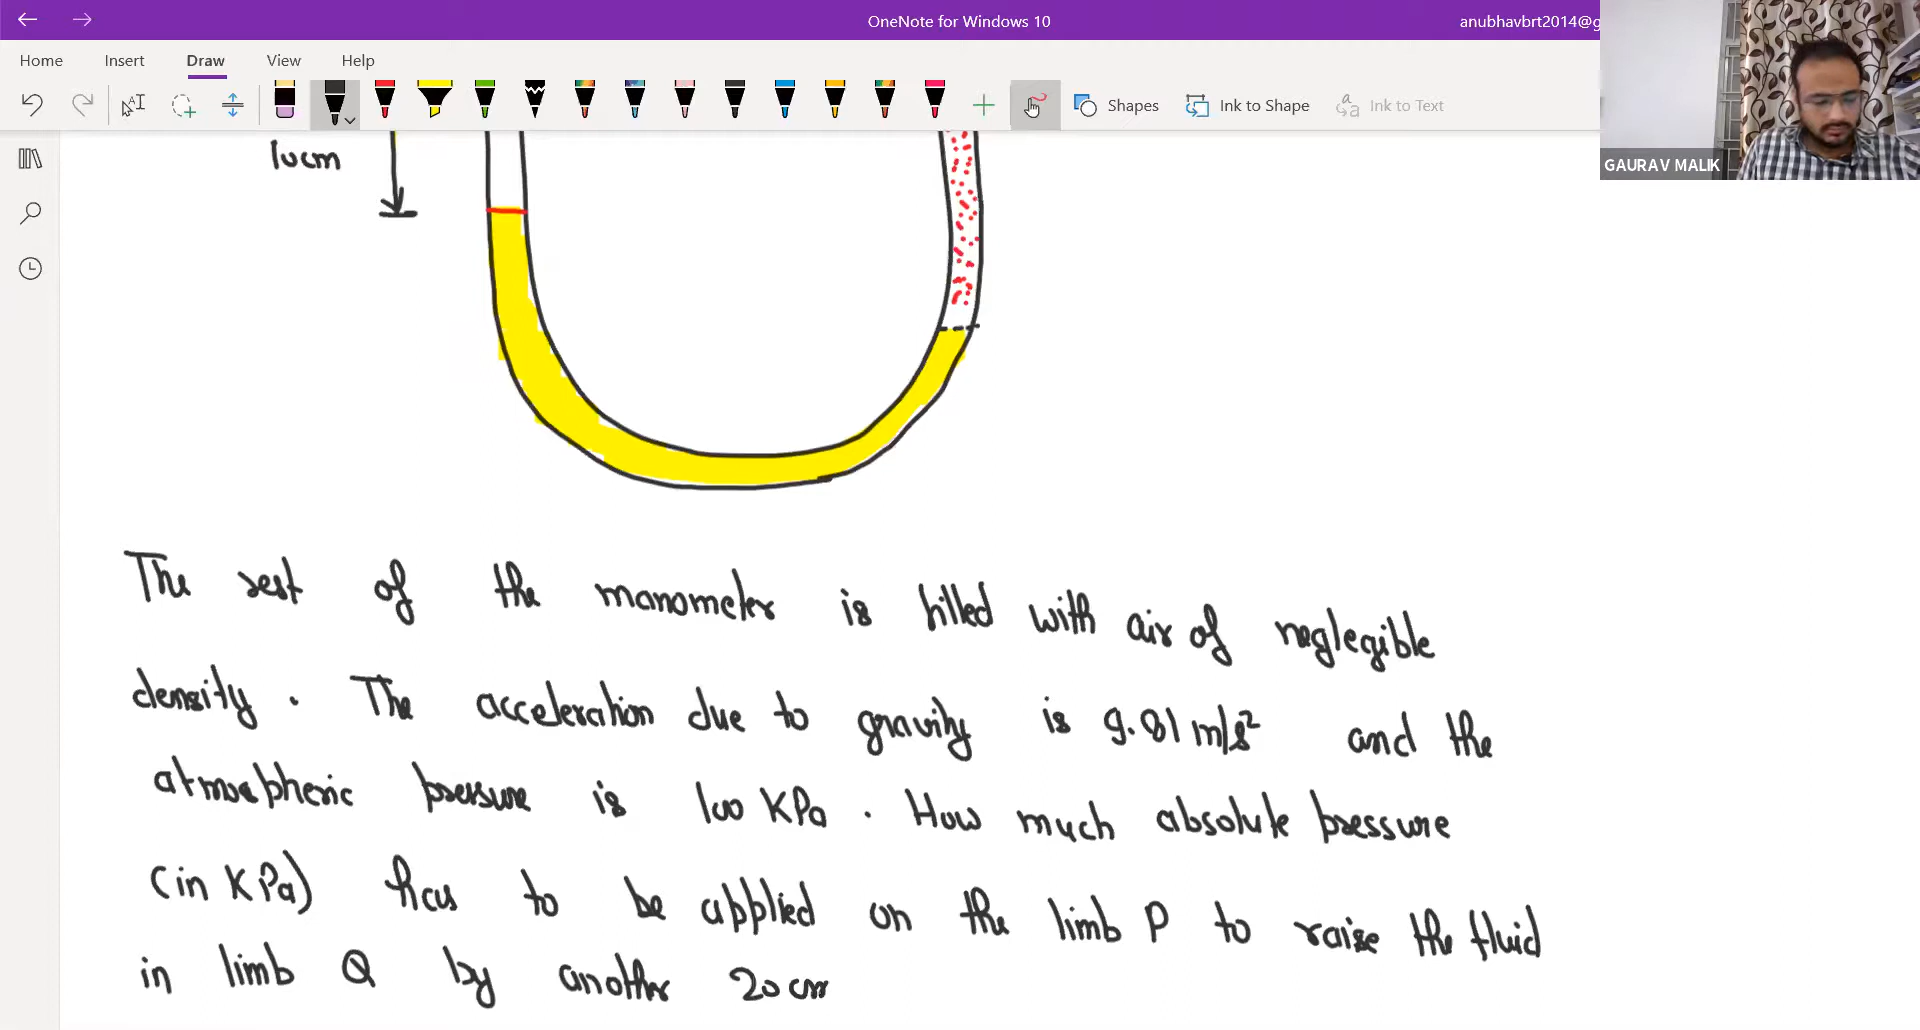 OneNote for Windows 10
anubhavbrt2014@g
Home Insert Draw View Help
Shapes Ink to Shape Ink to Text
GAURAV MALIK
10cm
The rest of the manometer is filled with air of neglegible
density. The acceleration due to gravity is 9.81 m/s²  and the
atmospheric pressure is 100 KPa. How much absolute pressure
(in KPa) has to be applied on the limb P to raise the fluid
in limb Q by another 20 cm